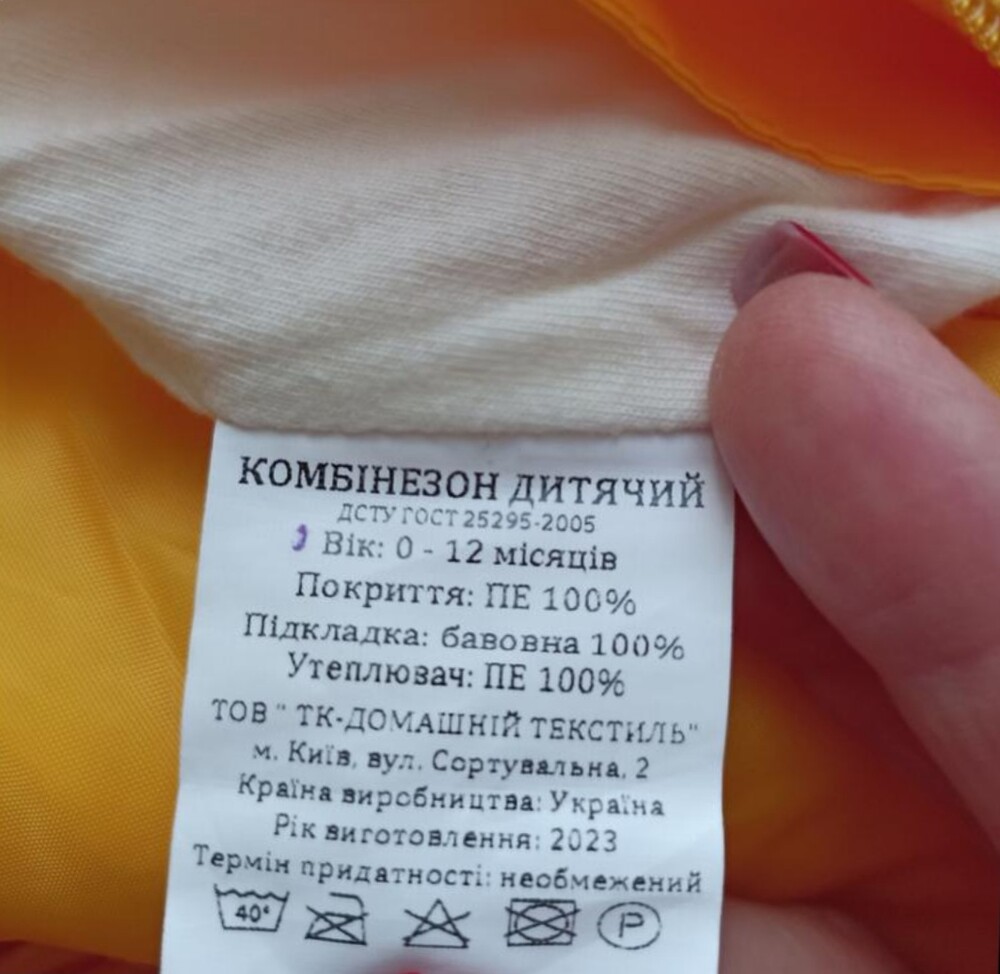 КОМБІНЕЗОН ДИТЯЧИЙ
ДСТУ ГОСТ 25295-2005
Вік: 0 - 12 місяців
Покриття: ПЕ 100%
Підкладка: бавовна 100%
Утеплювач: ПЕ 100%
ТОВ " ТК-ДОМАШНІЙ ТЕКСТИЛЬ"
м. Київ, вул. Сортувальна, 2
Країна виробництва: Україна
Рік виготовлення: 2023
Термін придатності: необмежений
40° P